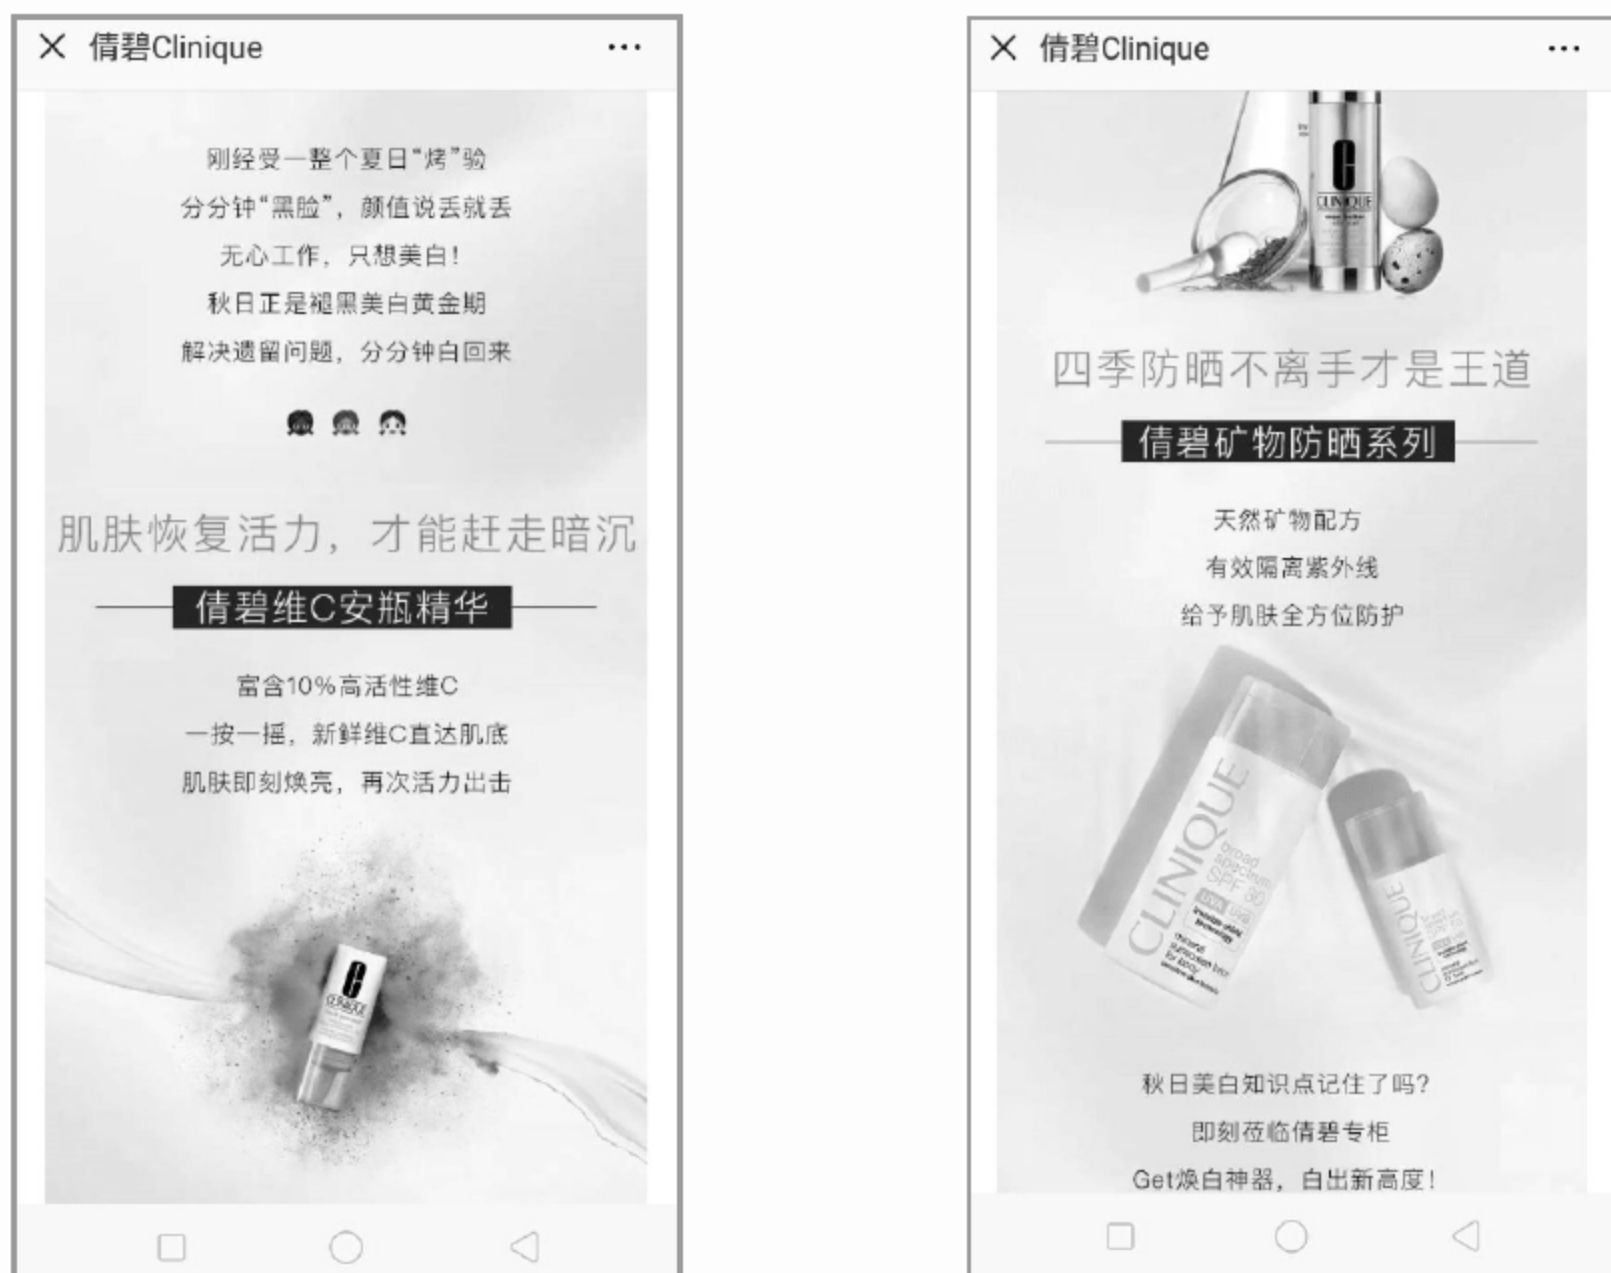 倩碧Clinique
刚经受一整个夏日“烤”验
分分钟“黑脸”，颜值说丢就丢
无心工作，只想美白！
秋日正是褪黑美白黄金期
解决遗留问题，分分钟白回来
肌肤恢复活力，才能赶走暗沉
倩碧维C安瓶精华
富含10%高活性维C
一按一摇，新鲜维C直达肌底
肌肤即刻焕亮，再次活力出击
CLINIQUE
倩碧Clinique
CLINIQUE
四季防晒不离手才是王道
倩碧矿物防晒系列
天然矿物配方
有效隔离紫外线
给予肌肤全方位防护
CLINIQUE
broad
spectrum
SPF 30
UVA UVB
mineral
sunscreen
for body
CLINIQUE
秋日美白知识点记住了吗？
即刻莅临倩碧专柜
Get焕白神器，白出新高度！